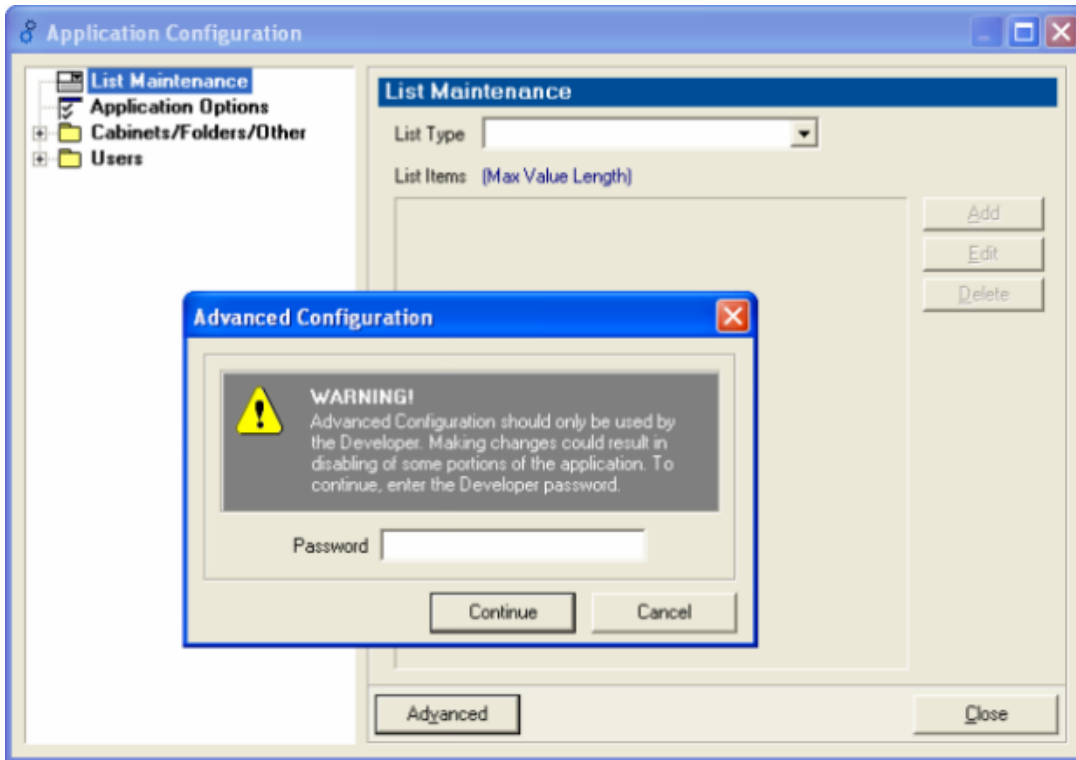 Application Configuration
List Maintenance
Application Options
Cabinets/Folders/Other
Users
List Maintenance
List Type
List Items (Max Value Length)
Add
Edit
Delete
Advanced Configuration
WARNING!
Advanced Configuration should only be used by
the Developer. Making changes could result in
disabling of some portions of the application. To
continue, enter the Developer password.
Password
Continue Cancel
Advanced Close